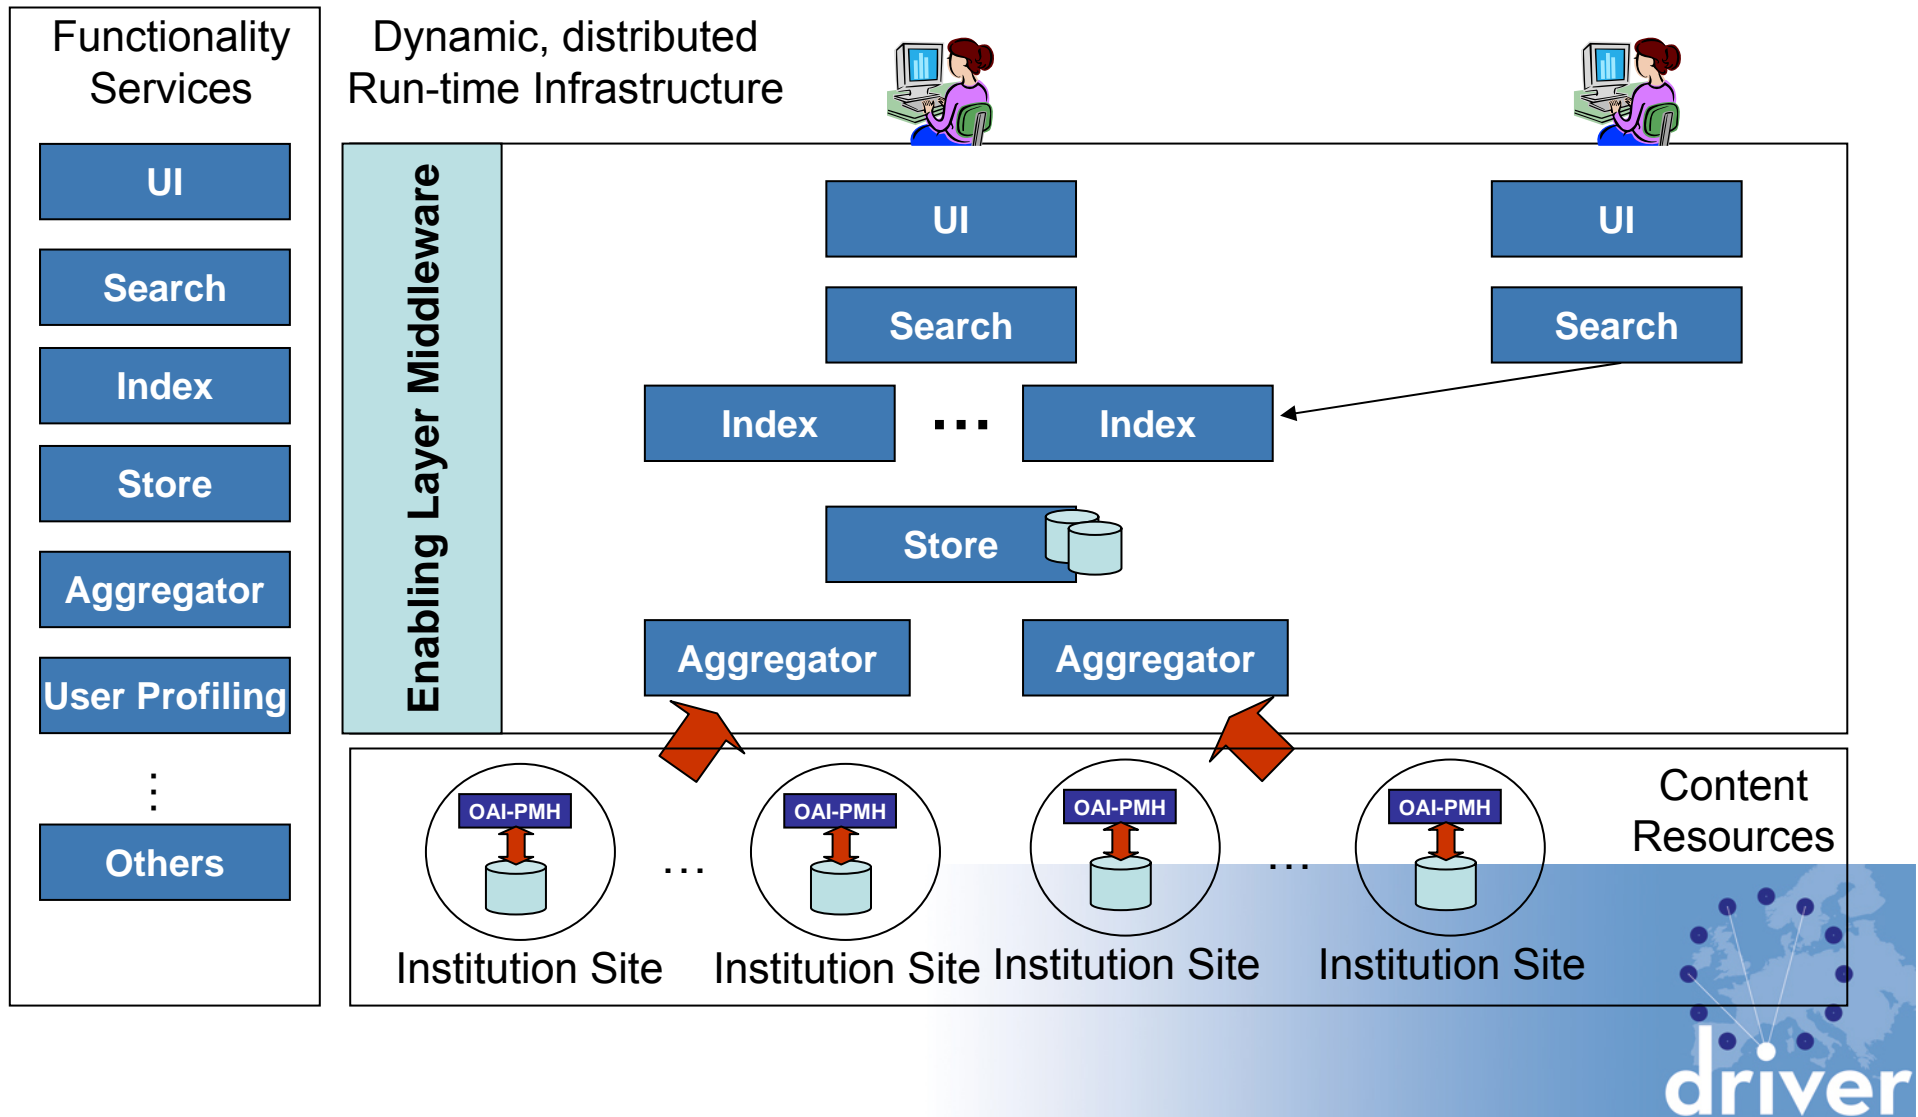 Functionality
Services
UI
Search
Index
Store
Aggregator
User Profiling
⋮
Others
Dynamic, distributed
Run-time Infrastructure
Enabling Layer Middleware
UI
UI
Search
Search
Index
...
Index
Store
Aggregator
Aggregator
Content
Resources
OAI-PMH
OAI-PMH
OAI-PMH
OAI-PMH
...
...
Institution Site
Institution Site
Institution Site
Institution Site
driver